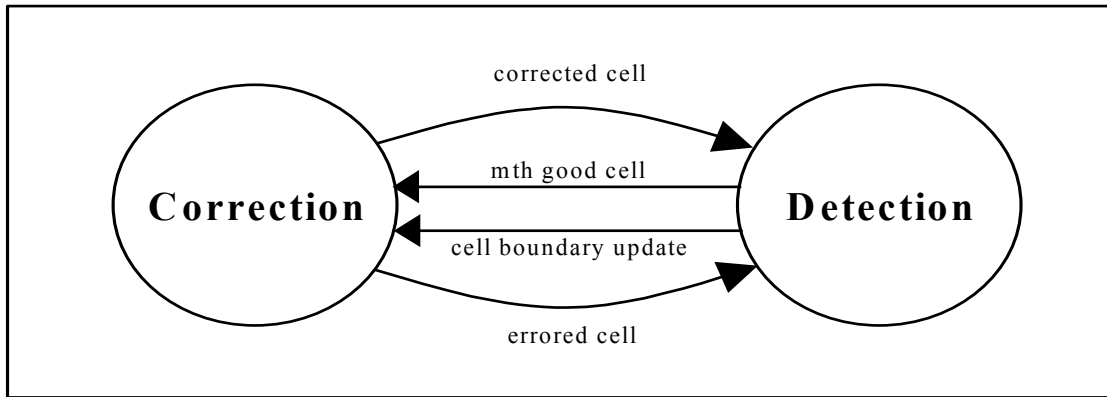 corrected cell
mth good cell
Correction
Detection
cell boundary update
errored cell